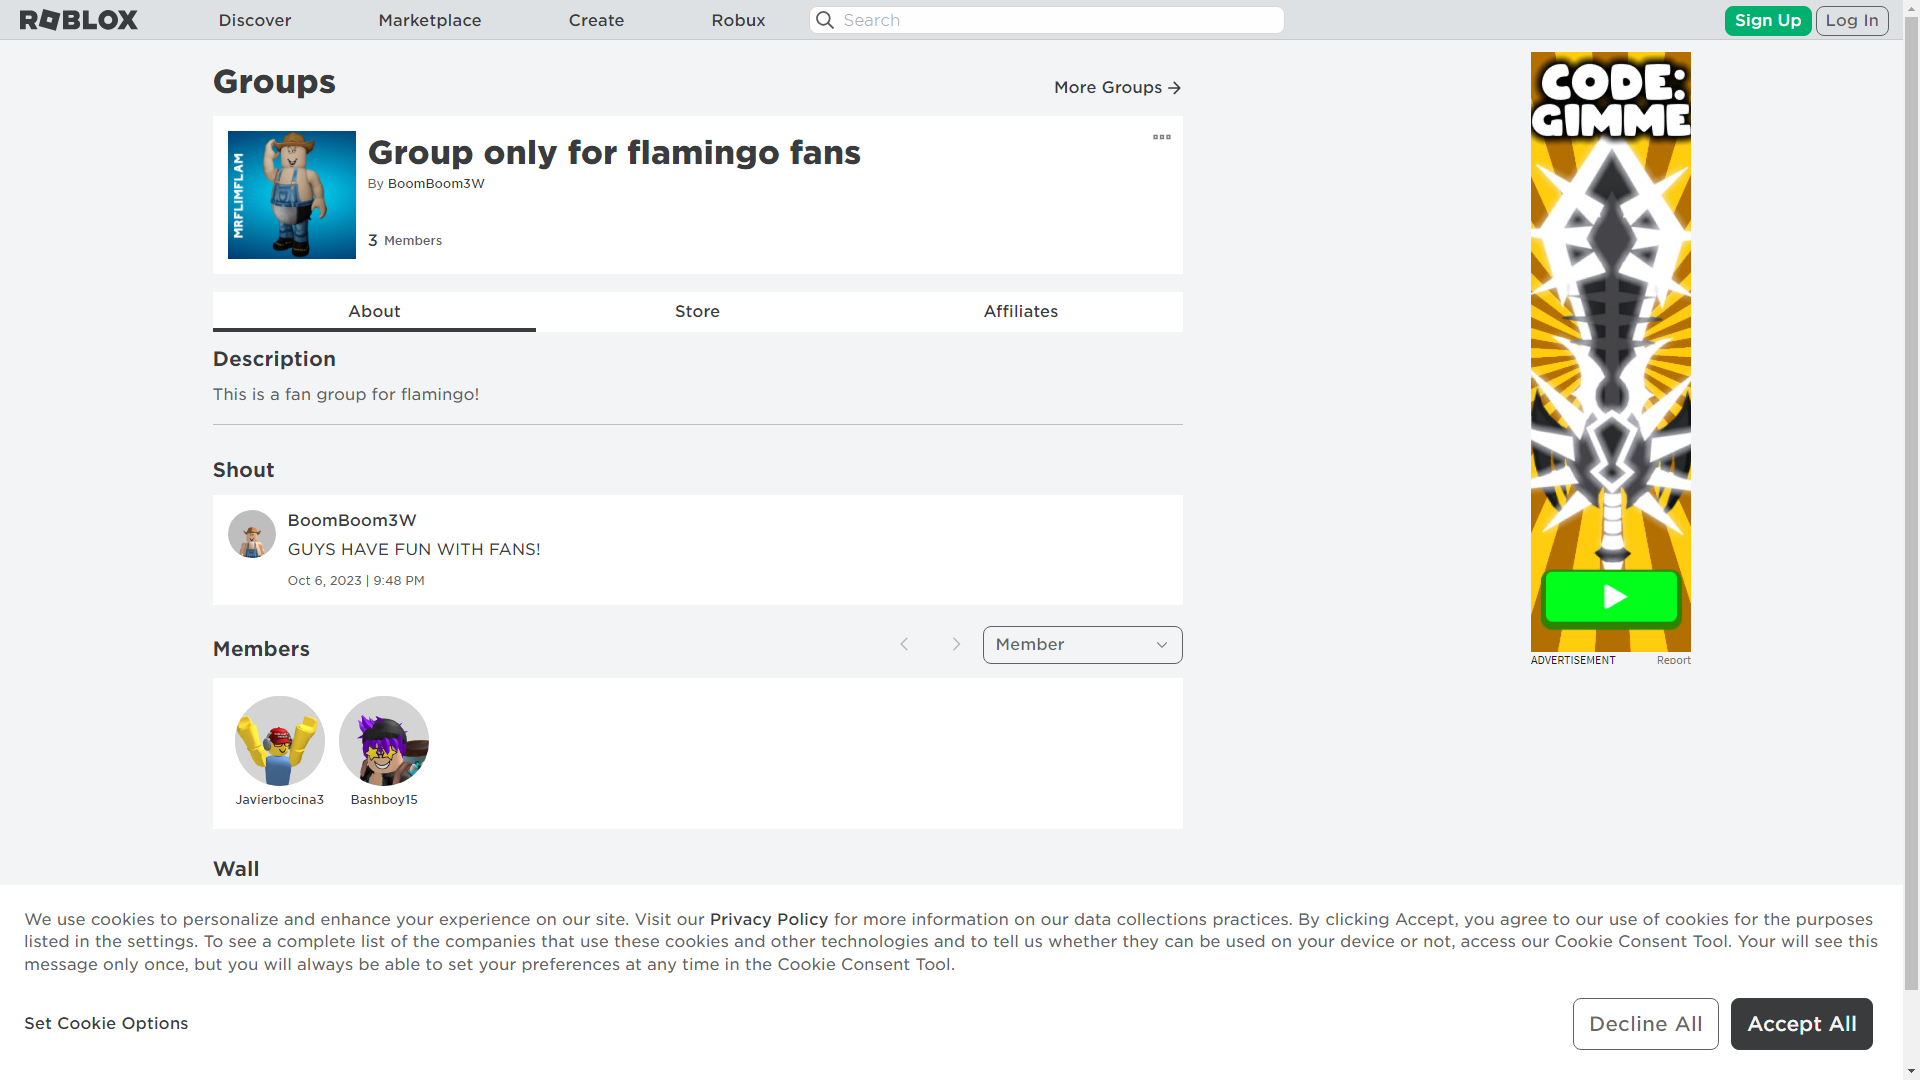 ROBLOX
Discover
Marketplace
Create
Robux
Search
Sign Up
Log In
Groups
More Groups
MRFLIMFLAM
Group only for flamingo fans
By BoomBoom3W
3 Members
About
Store
Affiliates
Description
This is a fan group for flamingo!
Shout
BoomBoom3W
GUYS HAVE FUN WITH FANS!
Oct 6, 2023 | 9:48 PM
Members
Member
Javierbocina3
Bashboy15
Wall
CODE:
GIMME
ADVERTISEMENT
Report
We use cookies to personalize and enhance your experience on our site. Visit our Privacy Policy for more information on our data collections practices. By clicking Accept, you agree to our use of cookies for the purposes
listed in the settings. To see a complete list of the companies that use these cookies and other technologies and to tell us whether they can be used on your device or not, access our Cookie Consent Tool. Your will see this
message only once, but you will always be able to set your preferences at any time in the Cookie Consent Tool.
Set Cookie Options
Decline All
Accept All